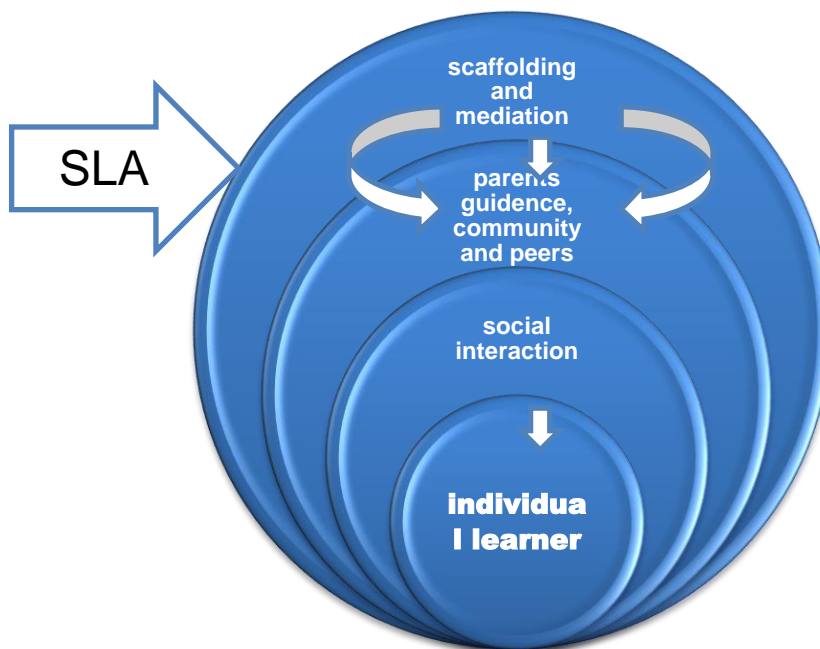 scaffolding
and
mediation
SLA
parents
guidence,
community
and peers
social
interaction
individua
l learner